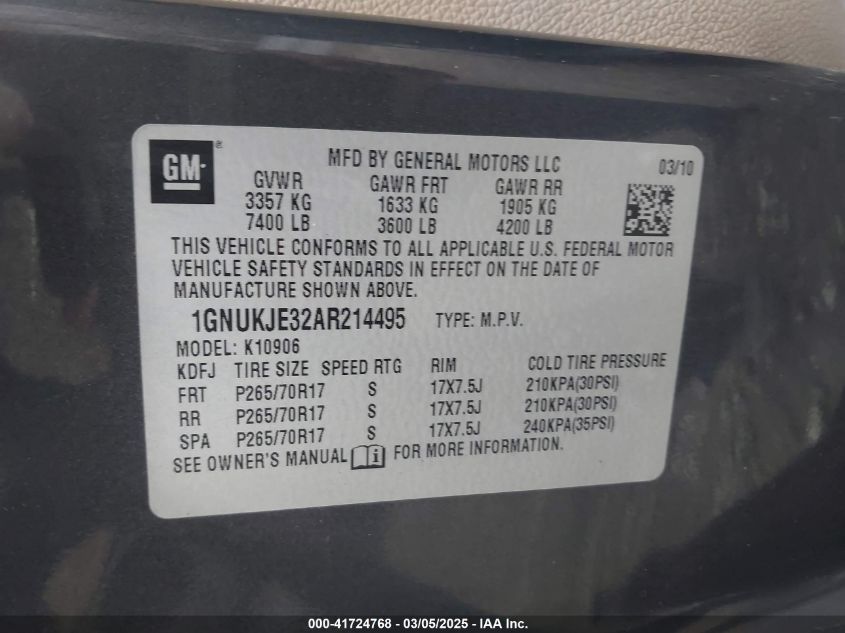 GM
®
MFD BY GENERAL MOTORS LLC 03/10
GVWR GAWR FRT GAWR RR
3357 KG 1633 KG 1905 KG
7400 LB 3600 LB 4200 LB
THIS VEHICLE CONFORMS TO ALL APPLICABLE U.S. FEDERAL MOTOR
VEHICLE SAFETY STANDARDS IN EFFECT ON THE DATE OF
MANUFACTURE SHOWN ABOVE.
1GNUKJE32AR214495 TYPE: M.P.V.
MODEL: K10906
KDFJ TIRE SIZE SPEED RTG RIM COLD TIRE PRESSURE
FRT P265/70R17 S 17X7.5J 210KPA(30PSI)
RR P265/70R17 S 17X7.5J 210KPA(30PSI)
SPA P265/70R17 S 17X7.5J 240KPA(35PSI)
SEE OWNER'S MANUAL i FOR MORE INFORMATION.
000-41724768 - 03/05/2025 - IAA Inc.